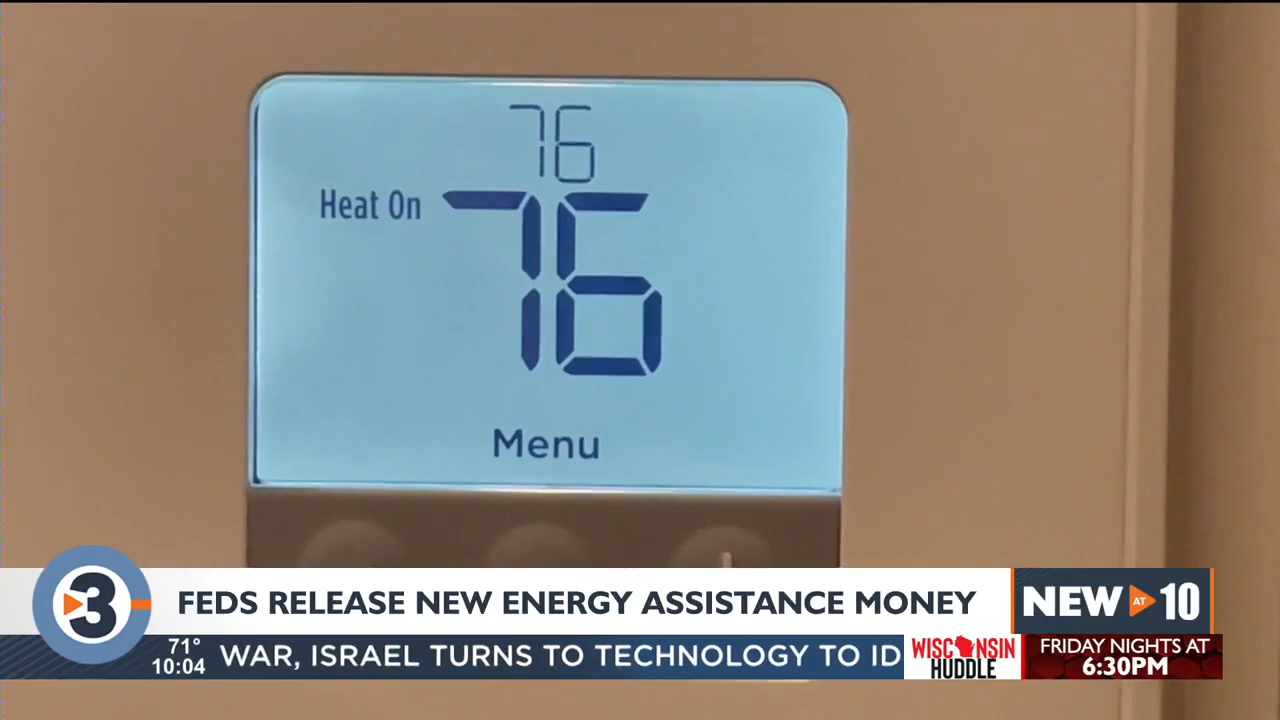 76
Heat On
76
Menu
3
FEDS RELEASE NEW ENERGY ASSISTANCE MONEY
NEW AT 10
71°
10:04
WAR, ISRAEL TURNS TO TECHNOLOGY TO ID
WISCONSIN
HUDDLE
FRIDAY NIGHTS AT
6:30PM